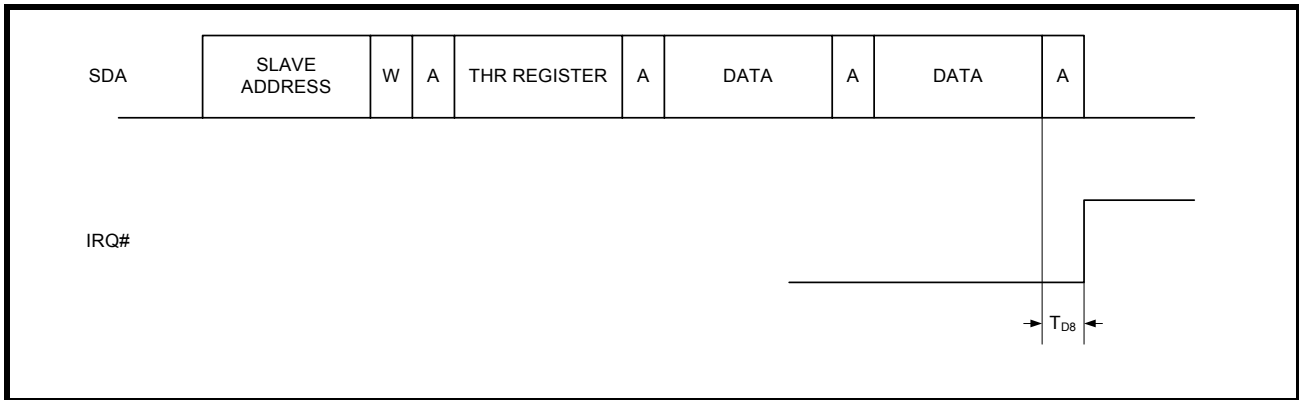 SDA
SLAVE
ADDRESS
W
A
THR REGISTER
A
DATA
A
DATA
A
IRQ#
TD8